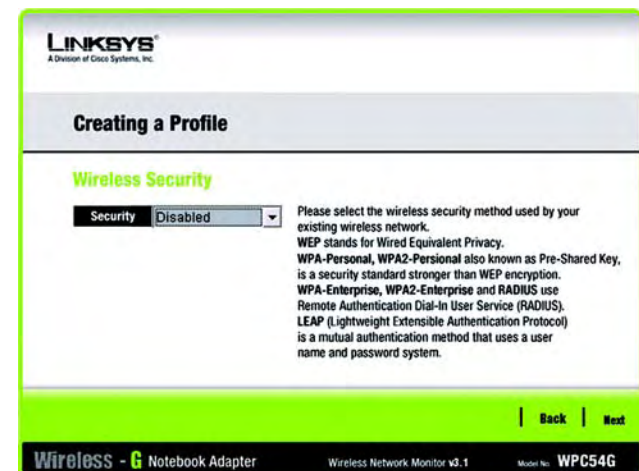 LINKSYS®
A Division of Cisco Systems, Inc.
Creating a Profile
Wireless Security
Security Disabled
Please select the wireless security method used by your
existing wireless network.
WEP stands for Wired Equivalent Privacy.
WPA-Personal, WPA2-Persional also known as Pre-Shared Key,
is a security standard stronger than WEP encryption.
WPA-Enterprise, WPA2-Enterprise and RADIUS use
Remote Authentication Dial-In User Service (RADIUS).
LEAP (Lightweight Extensible Authentication Protocol)
is a mutual authentication method that uses a user
name and password system.
Back Next
Wireless - G Notebook Adapter Wireless Network Monitor v3.1 Model No. WPC54G